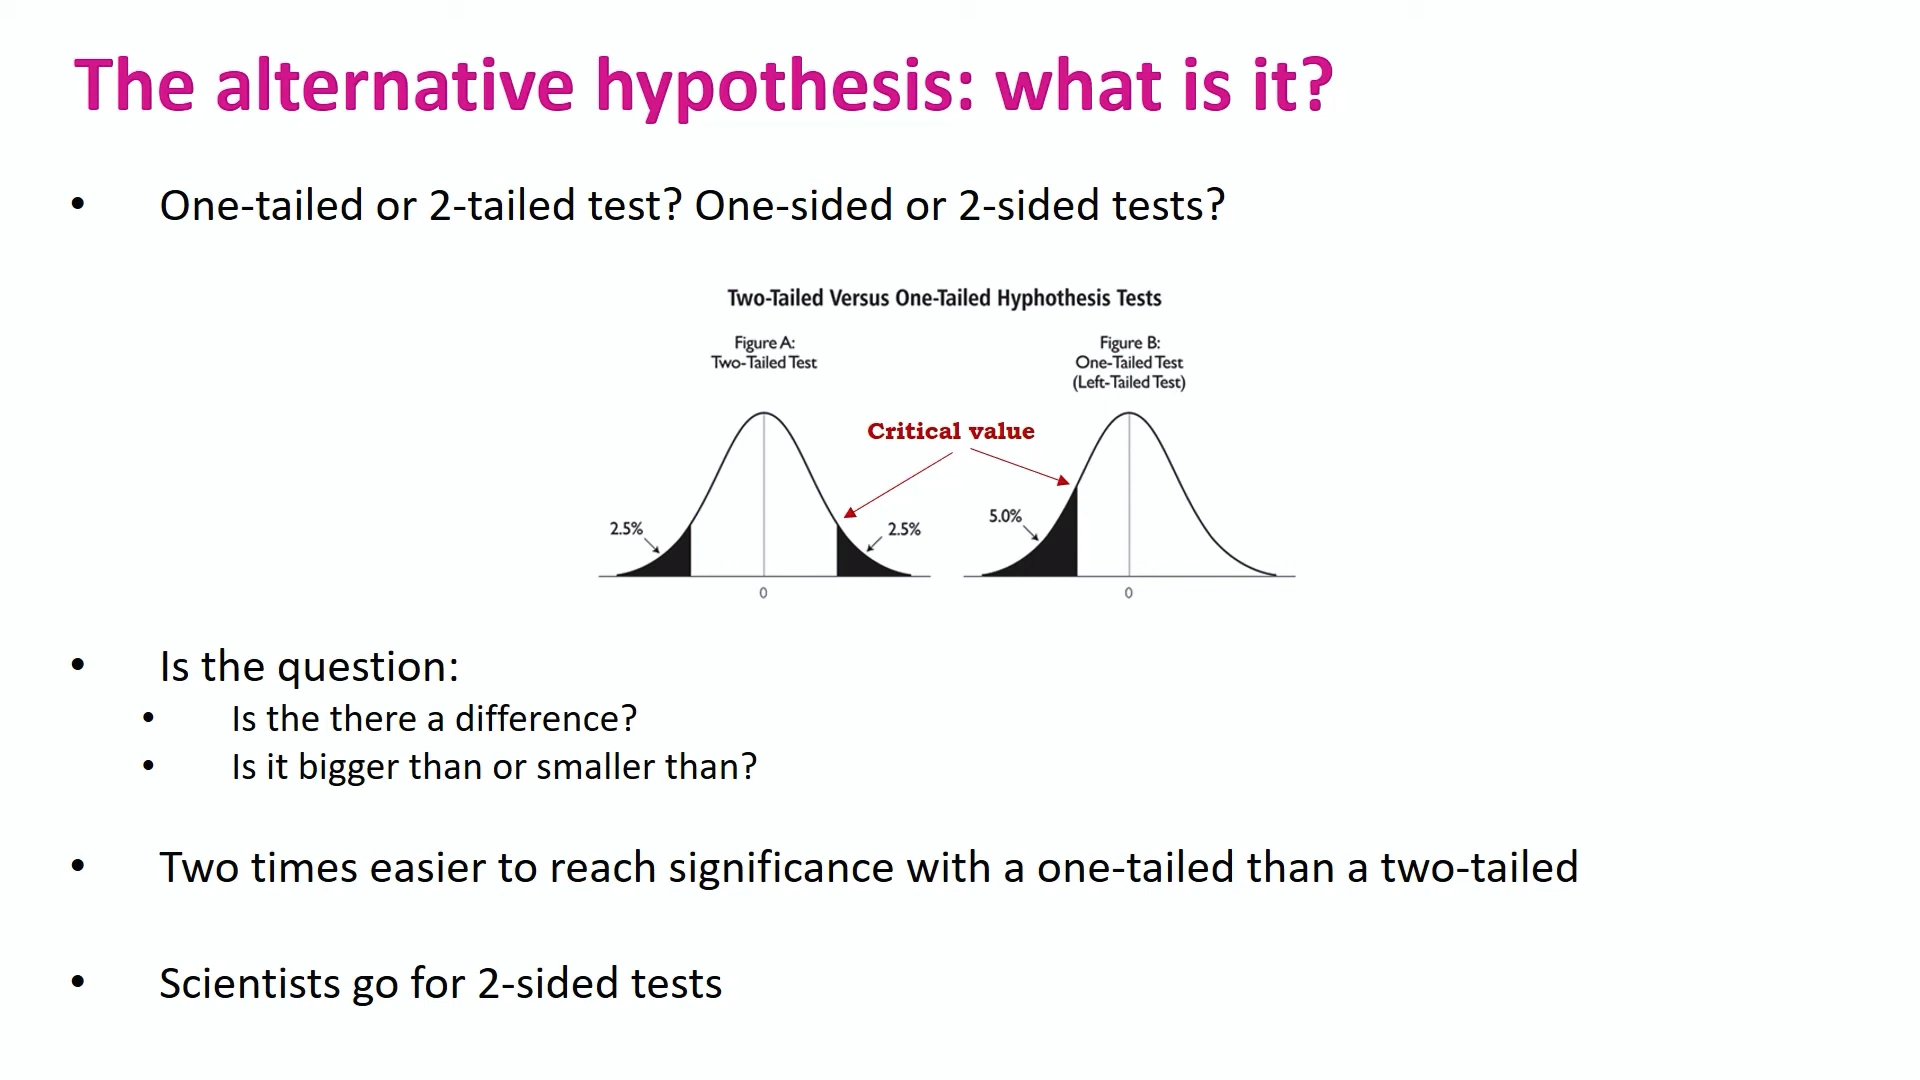 The alternative hypothesis: what is it?
• One-tailed or 2-tailed test? One-sided or 2-sided tests?
Two-Tailed Versus One-Tailed Hyphothesis Tests
Figure A:
Two-Tailed Test
Figure B:
One-Tailed Test
(Left-Tailed Test)
Critical value
2.5%
2.5%
5.0%
0
0
• Is the question:
• Is the there a difference?
• Is it bigger than or smaller than?
• Two times easier to reach significance with a one-tailed than a two-tailed
• Scientists go for 2-sided tests